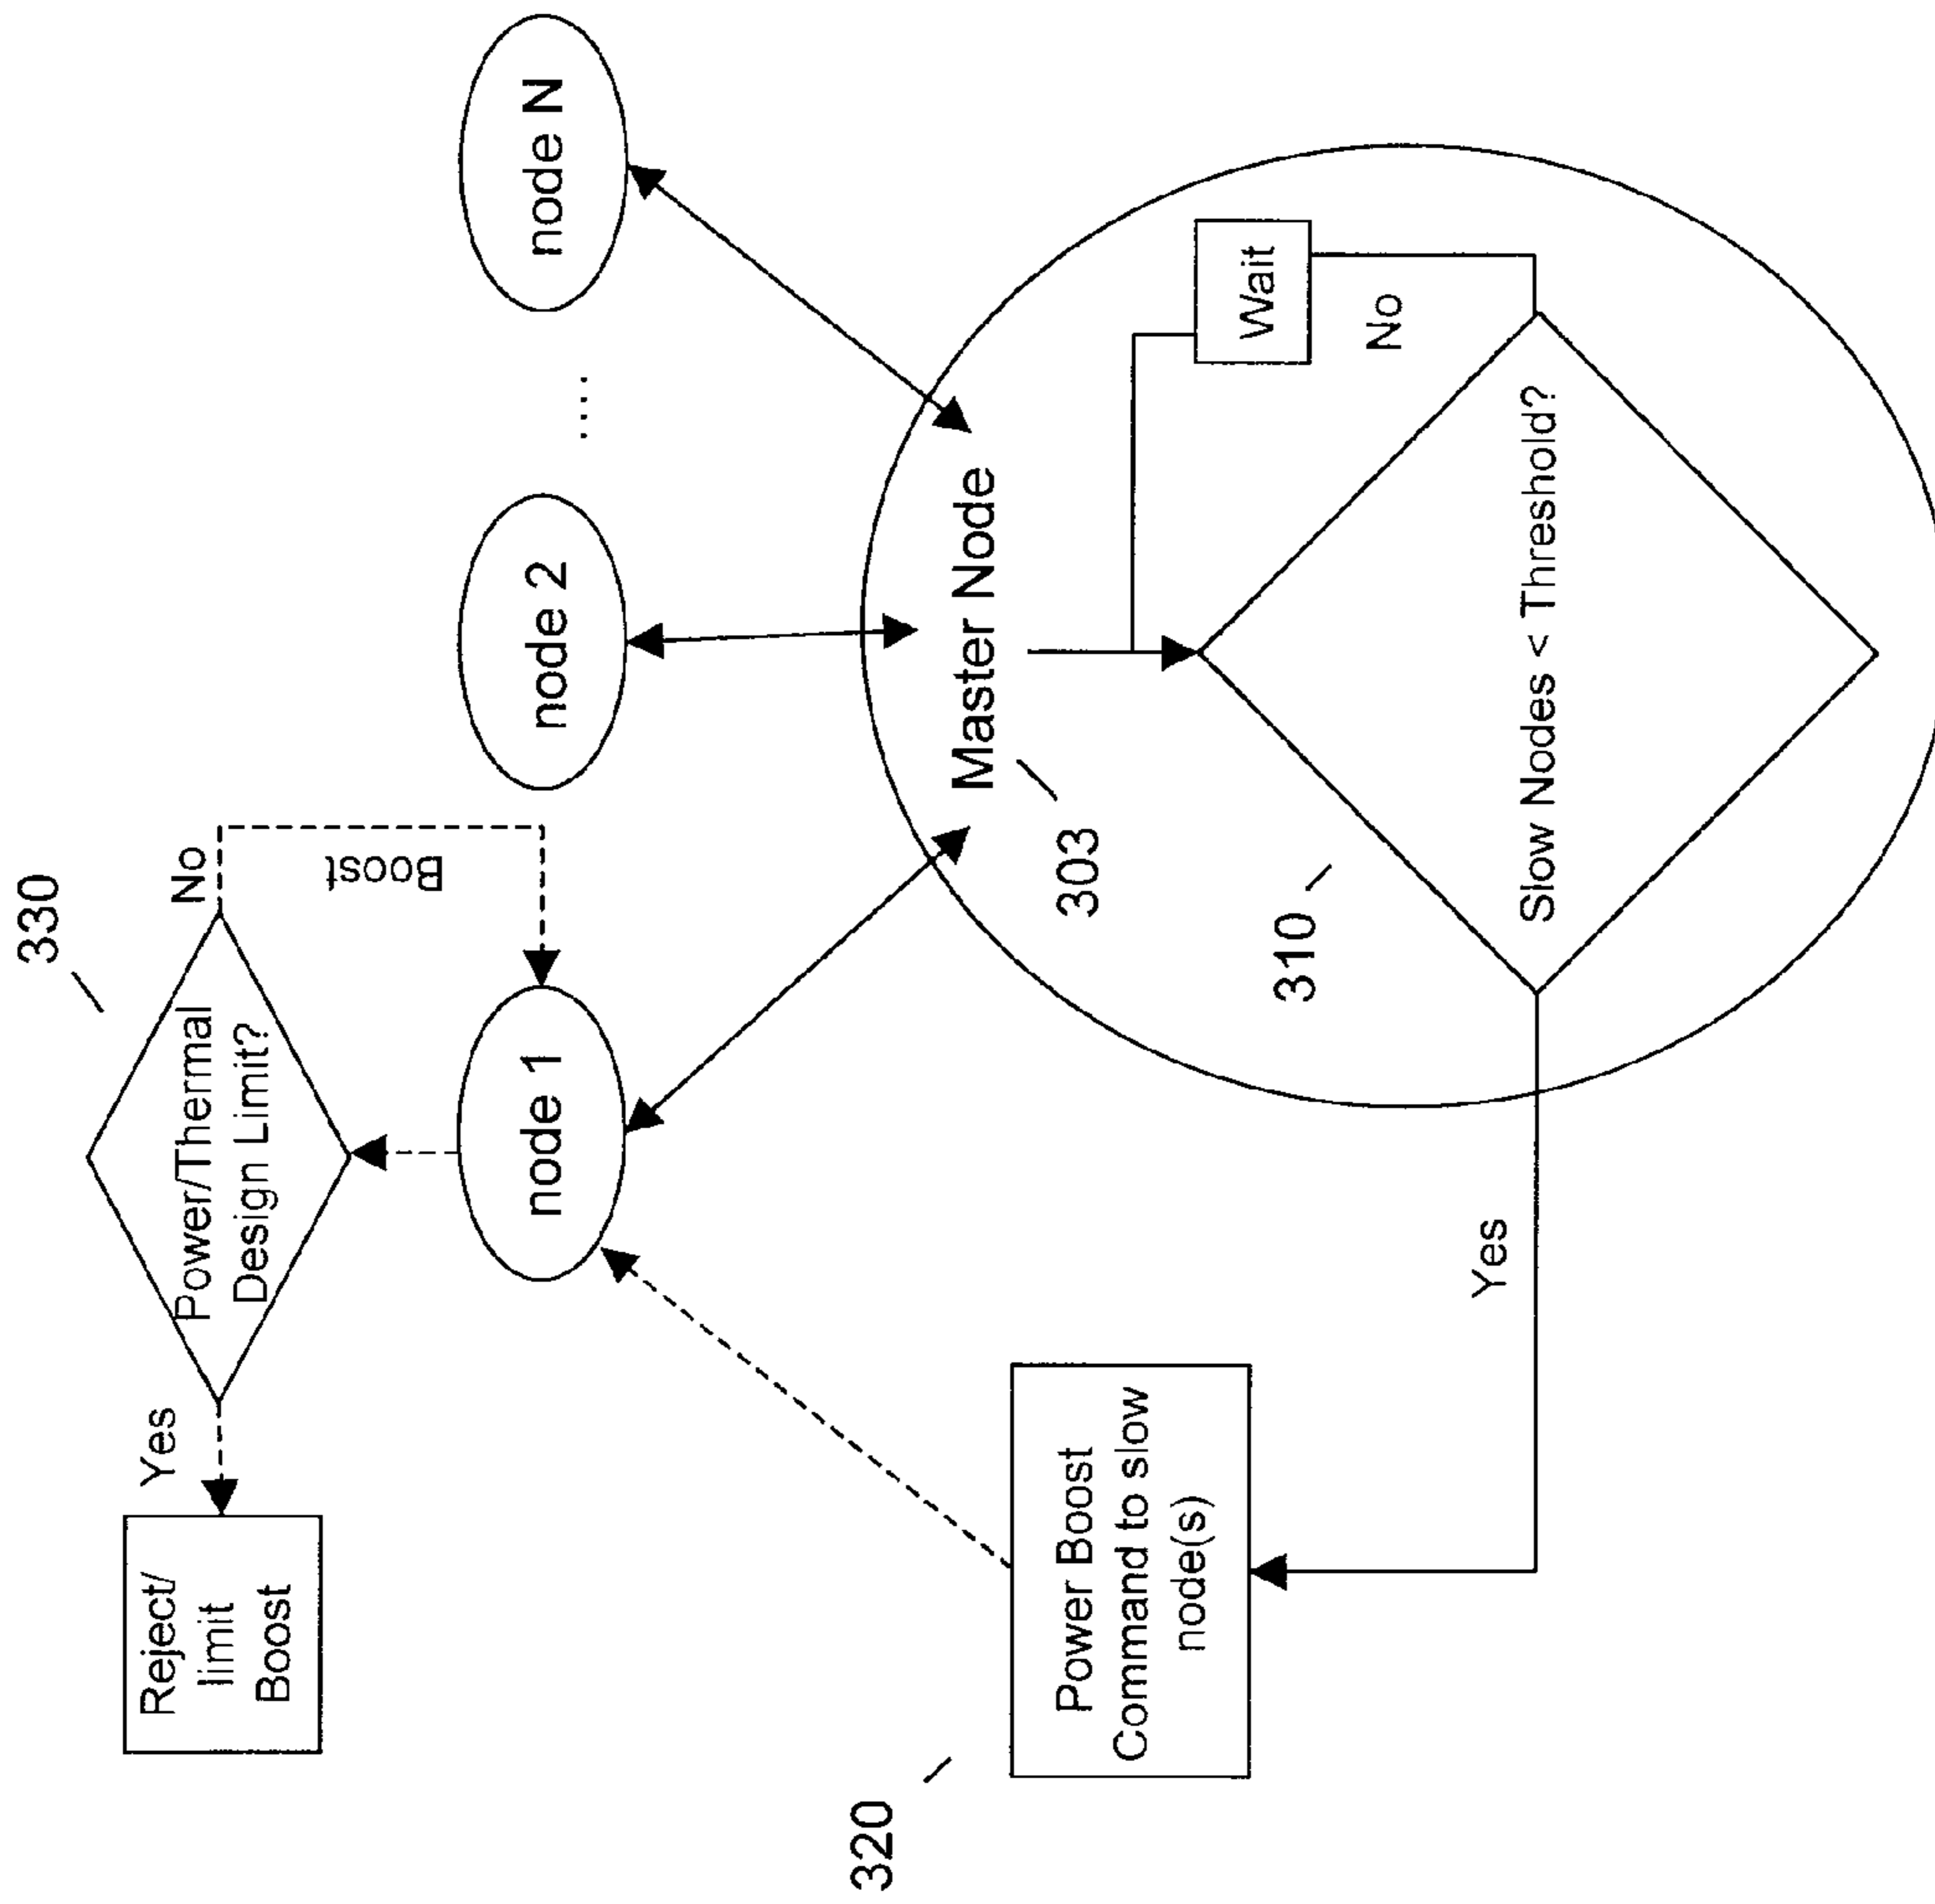 330
Reject/
limit
Boost
Yes
Power/Thermal
Design Limit?
No
Boost
node 1
node 2
....
node N
320
Power Boost
Command to slow
node(s)
Master Node
303
310
Wait
No
Slow Nodes < Threshold?
Yes